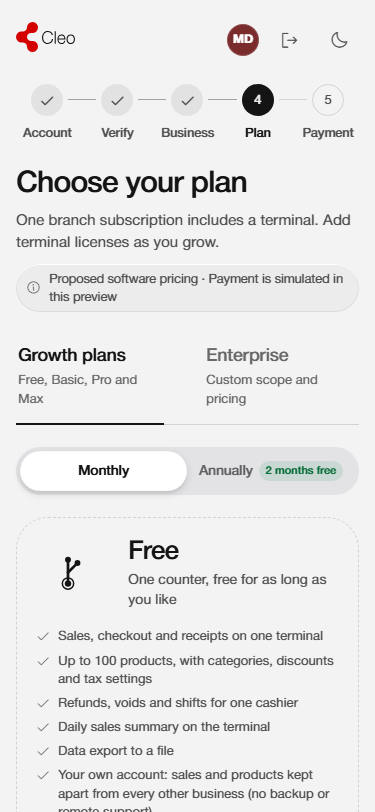 Cleo
MD
4
5
Account
Verify
Business
Plan
Payment
Choose your plan
One branch subscription includes a terminal. Add
terminal licenses as you grow.
Proposed software pricing · Payment is simulated in
this preview
Growth plans
Free, Basic, Pro and
Max
Enterprise
Custom scope and
pricing
Monthly
Annually
2 months free
Free
One counter, free for as long as
you like
Sales, checkout and receipts on one terminal
Up to 100 products, with categories, discounts
and tax settings
Refunds, voids and shifts for one cashier
Daily sales summary on the terminal
Data export to a file
Your own account: sales and products kept
apart from every other business (no backup or
remote support)